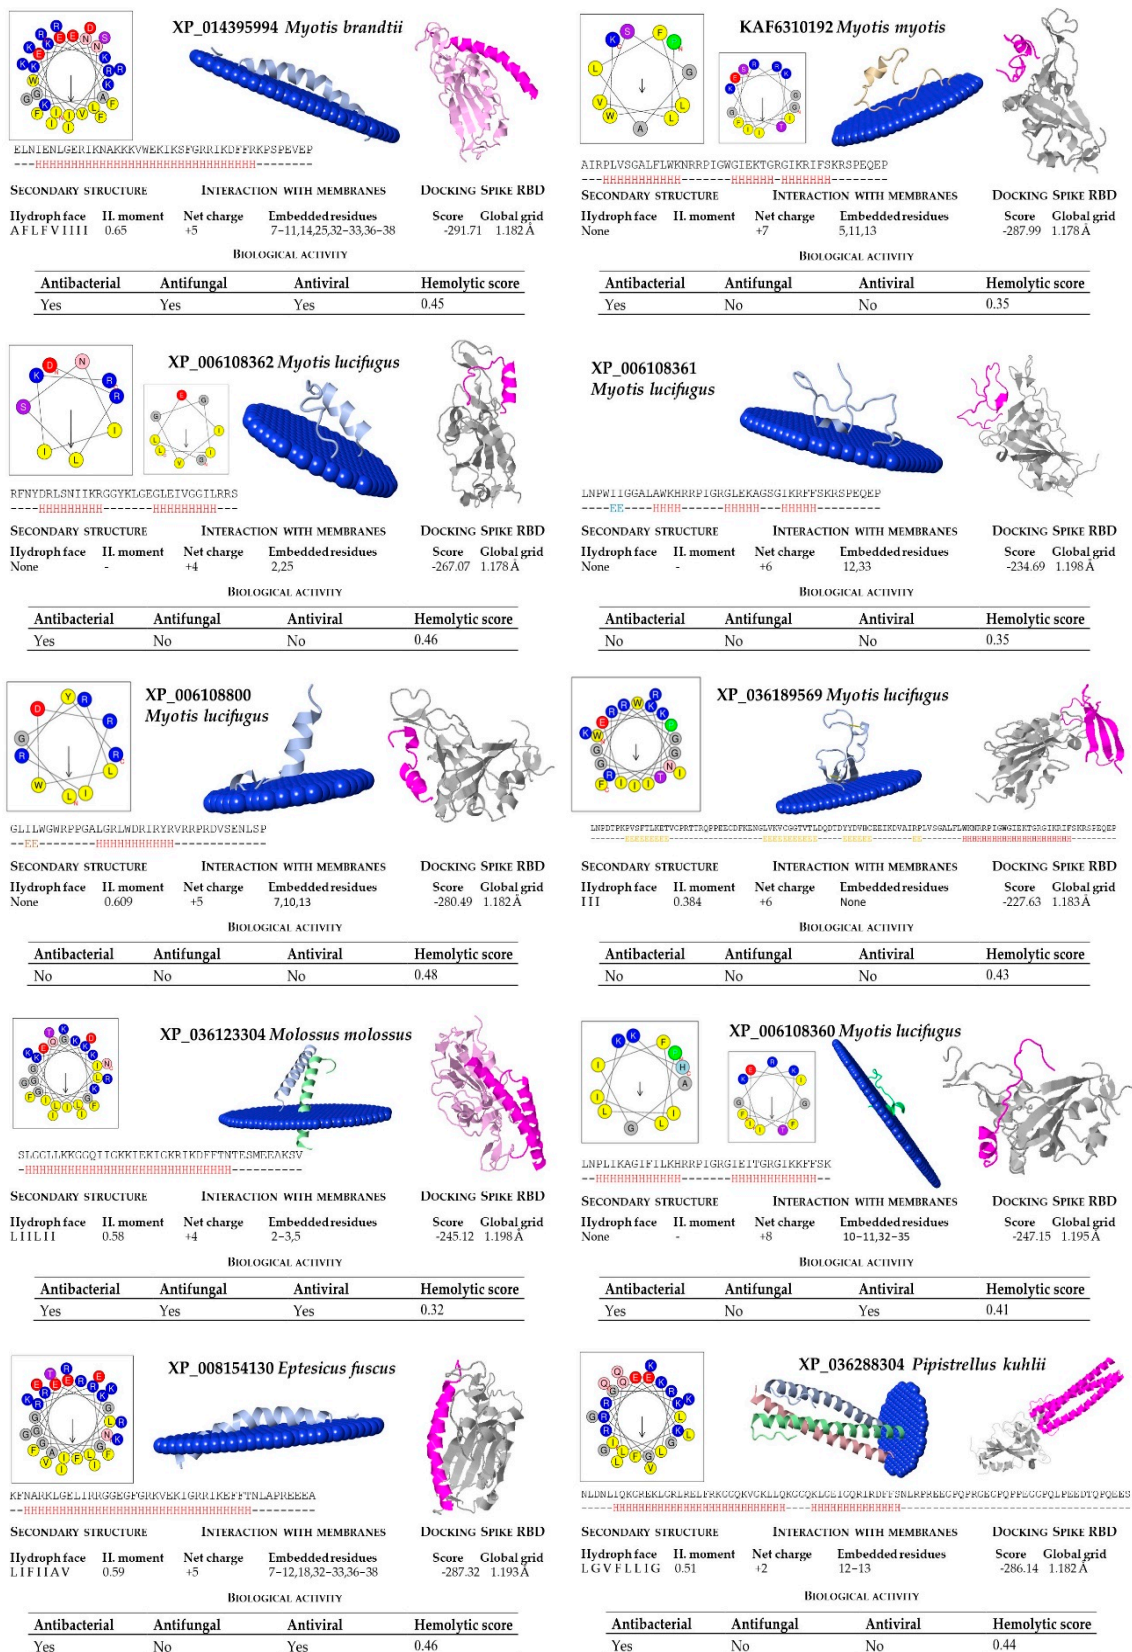 XP_014395994 Myotis brandtii
ELNIENLGERIKNAKKKVWEKIKSFGRRIKDFFRKPSPEVEP
SECONDARY STRUCTURE INTERACTION WITH MEMBRANES DOCKING SPIKE RBD
Hydroph face H. moment Net charge Embedded residues Score Global grid
A F L F V I I I I 0.65 +5 7–11,14,25,32–33,36–38 -291.71 1.182 Å
BIOLOGICAL ACTIVITY
Antibacterial Antifungal Antiviral Hemolytic score
Yes Yes Yes 0.45
KAF6310192 Myotis myotis
AIRPLVSGALFLWKNRRPIGWGIEKTGRGIKRIFSKRSPEQEP
SECONDARY STRUCTURE INTERACTION WITH MEMBRANES DOCKING SPIKE RBD
Hydroph face H. moment Net charge Embedded residues Score Global grid
None +7 5,11,13 -287.99 1.178 Å
BIOLOGICAL ACTIVITY
Antibacterial Antifungal Antiviral Hemolytic score
Yes No No 0.35
XP_006108362 Myotis lucifugus
RFNYDRLSNIIKRGGYKLGEGLEIVGGILRRS
SECONDARY STRUCTURE INTERACTION WITH MEMBRANES DOCKING SPIKE RBD
Hydroph face H. moment Net charge Embedded residues Score Global grid
None - +4 2,25 -267.07 1.178 Å
BIOLOGICAL ACTIVITY
Antibacterial Antifungal Antiviral Hemolytic score
Yes No No 0.46
XP_006108361
Myotis lucifugus
LNPWIIGGALAWKHRRPIGRGLEKAGSGIKRFFSKRSPEQEP
SECONDARY STRUCTURE INTERACTION WITH MEMBRANES DOCKING SPIKE RBD
Hydroph face H. moment Net charge Embedded residues Score Global grid
None - +6 12,33 -234.69 1.198 Å
BIOLOGICAL ACTIVITY
Antibacterial Antifungal Antiviral Hemolytic score
No No No 0.35
XP_006108800
Myotis lucifugus
GLILWGWRPPGALGRLWDRIRYRVRRPRDVSENLSP
SECONDARY STRUCTURE INTERACTION WITH MEMBRANES DOCKING SPIKE RBD
Hydroph face H. moment Net charge Embedded residues Score Global grid
None 0.609 +5 7,10,13 -280.49 1.182 Å
BIOLOGICAL ACTIVITY
Antibacterial Antifungal Antiviral Hemolytic score
No No No 0.48
XP_036189569 Myotis lucifugus
SECONDARY STRUCTURE INTERACTION WITH MEMBRANES DOCKING SPIKE RBD
Hydroph face H. moment Net charge Embedded residues Score Global grid
I I I 0.384 +6 None -227.63 1.183 Å
BIOLOGICAL ACTIVITY
Antibacterial Antifungal Antiviral Hemolytic score
No No No 0.43
XP_036123304 Molossus molossus
SLGGLLKKGGQIIGKKIEKIGKRIKDFFTNTESMEEAKSV
SECONDARY STRUCTURE INTERACTION WITH MEMBRANES DOCKING SPIKE RBD
Hydroph face H. moment Net charge Embedded residues Score Global grid
L I I L I I 0.58 +4 2–3,5 -245.12 1.198 Å
BIOLOGICAL ACTIVITY
Antibacterial Antifungal Antiviral Hemolytic score
Yes Yes Yes 0.32
XP_006108360 Myotis lucifugus
LNPLIKAGIFILKHRRPIGRGIEITGRGIKKFFSK
SECONDARY STRUCTURE INTERACTION WITH MEMBRANES DOCKING SPIKE RBD
Hydroph face H. moment Net charge Embedded residues Score Global grid
None - +8 10–11,32–35 -247.15 1.195 Å
BIOLOGICAL ACTIVITY
Antibacterial Antifungal Antiviral Hemolytic score
Yes No Yes 0.41
XP_008154130 Eptesicus fuscus
KFNARKLGELIRRGGEGFGRKVEKIGRRIKEFFTNLAPREEEA
SECONDARY STRUCTURE INTERACTION WITH MEMBRANES DOCKING SPIKE RBD
Hydroph face H. moment Net charge Embedded residues Score Global grid
L I F I I A V 0.59 +5 7–12,18,32–33,36–38 -287.32 1.193 Å
BIOLOGICAL ACTIVITY
Antibacterial Antifungal Antiviral Hemolytic score
Yes No Yes 0.46
XP_036288304 Pipistrellus kuhlii
SECONDARY STRUCTURE INTERACTION WITH MEMBRANES DOCKING SPIKE RBD
Hydroph face H. moment Net charge Embedded residues Score Global grid
L G V F L L I G 0.51 +2 12–13 -286.14 1.182 Å
BIOLOGICAL ACTIVITY
Antibacterial Antifungal Antiviral Hemolytic score
Yes No No 0.44